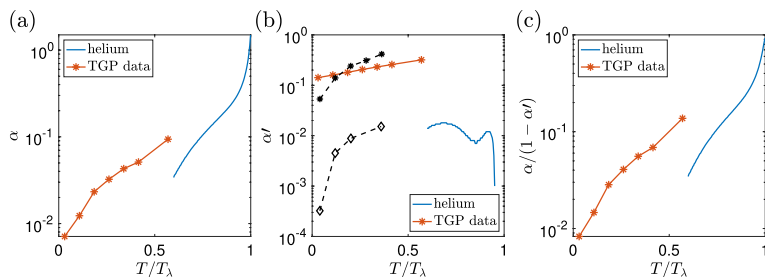 (a)
10^0
10^-1
10^-2
α
helium
TGP data
0
0.5
1
T/T_λ
(b)
10^0
10^-1
10^-2
10^-3
10^-4
α′
helium
TGP data
0
0.5
1
T/T_λ
(c)
10^0
10^-1
10^-2
α/(1 − α′)
helium
TGP data
0
0.5
1
T/T_λ